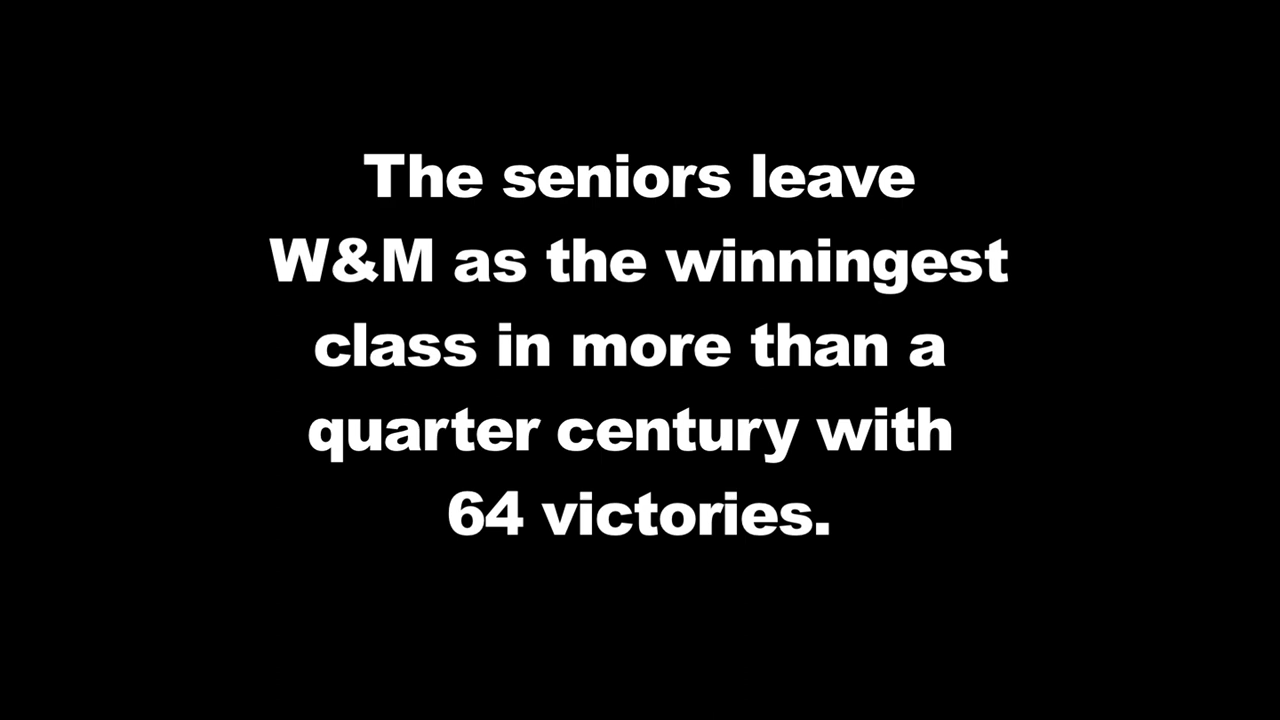 The seniors leave
W&M as the winningest
class in more than a
quarter century with
64 victories.